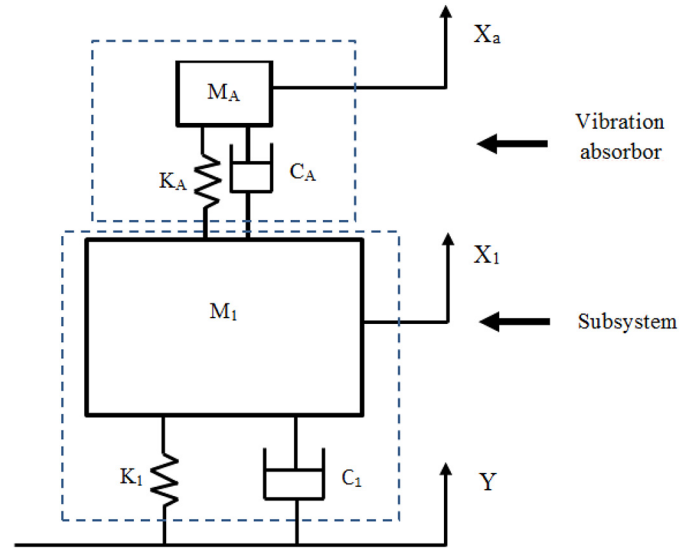 Xa
MA
Vibration
absorbor
KA
CA
X1
M1
Subsystem
K1
C1
Y